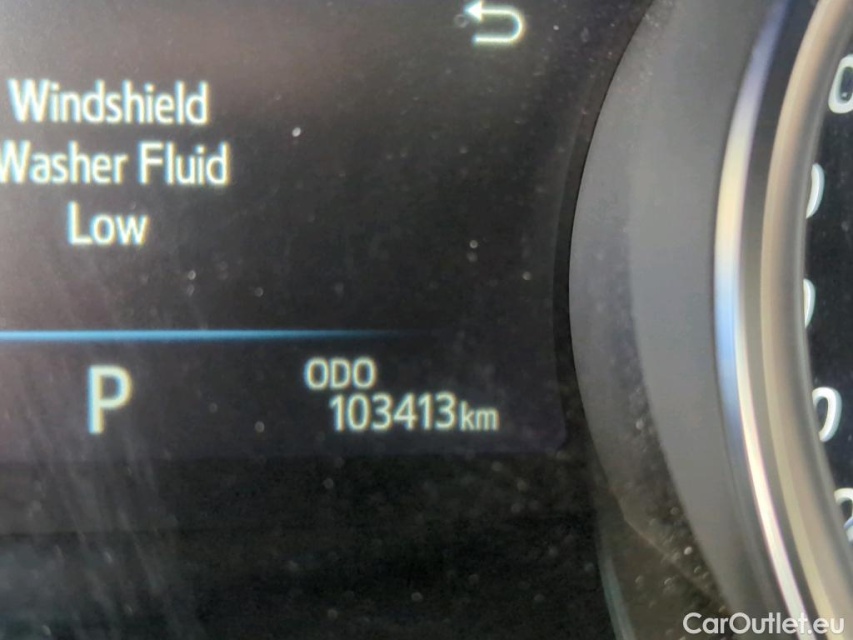 Windshield
Washer Fluid
Low
P
ODO
103413km
CarOutlet.eu